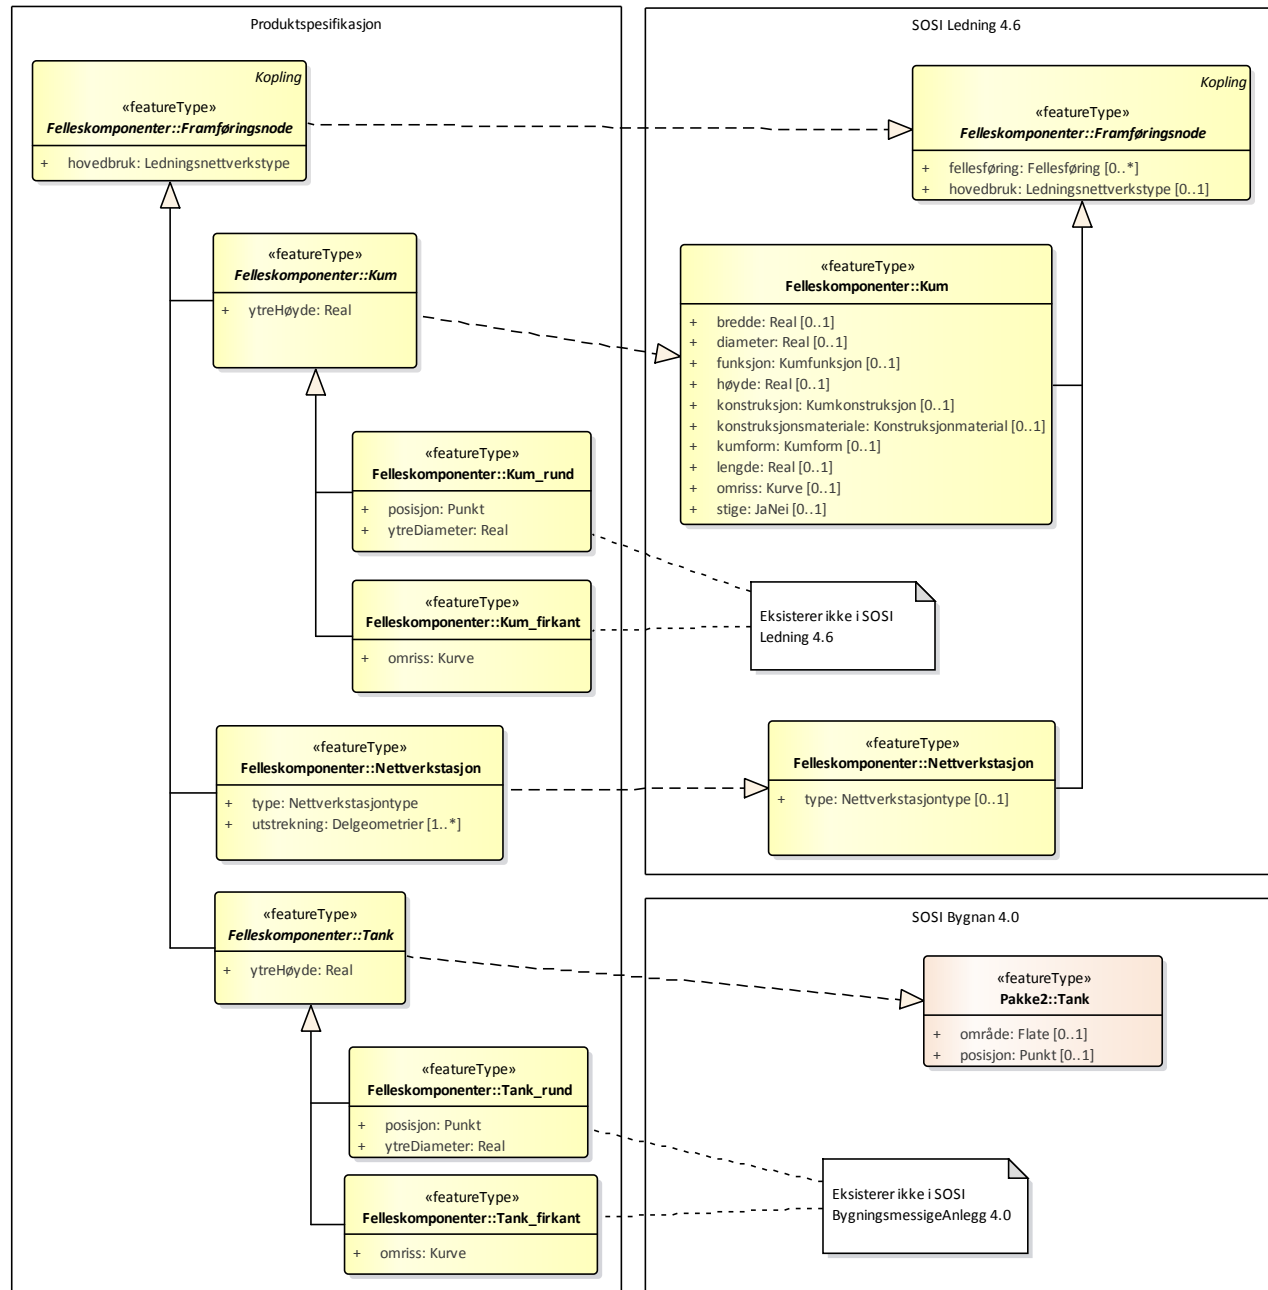 Produktspesifikasjon
Kopling
«featureType»
Felleskomponenter::Framføringsnode
+ hovedbruk: Ledningsnettverkstype
«featureType»
Felleskomponenter::Kum
+ ytreHøyde: Real
«featureType»
Felleskomponenter::Kum_rund
+ posisjon: Punkt
+ ytreDiameter: Real
«featureType»
Felleskomponenter::Kum_firkant
+ omriss: Kurve
«featureType»
Felleskomponenter::Nettverkstasjon
+ type: Nettverkstasjontype
+ utstrekning: Delgeometrier [1..*]
«featureType»
Felleskomponenter::Tank
+ ytreHøyde: Real
«featureType»
Felleskomponenter::Tank_rund
+ posisjon: Punkt
+ ytreDiameter: Real
«featureType»
Felleskomponenter::Tank_firkant
+ omriss: Kurve
SOSI Ledning 4.6
Kopling
«featureType»
Felleskomponenter::Framføringsnode
+ fellesføring: Fellesføring [0..*]
+ hovedbruk: Ledningsnettverkstype [0..1]
«featureType»
Felleskomponenter::Kum
+ bredde: Real [0..1]
+ diameter: Real [0..1]
+ funksjon: Kumfunksjon [0..1]
+ høyde: Real [0..1]
+ konstruksjon: Kumkonstruksjon [0..1]
+ konstruksjonsmateriale: Konstruksjonmaterial [0..1]
+ kumform: Kumform [0..1]
+ lengde: Real [0..1]
+ omriss: Kurve [0..1]
+ stige: JaNei [0..1]
Eksisterer ikke i SOSI
Ledning 4.6
«featureType»
Felleskomponenter::Nettverkstasjon
+ type: Nettverkstasjontype [0..1]
SOSI Bygnan 4.0
«featureType»
Pakke2::Tank
+ område: Flate [0..1]
+ posisjon: Punkt [0..1]
Eksisterer ikke i SOSI
BygningsmessigeAnlegg 4.0